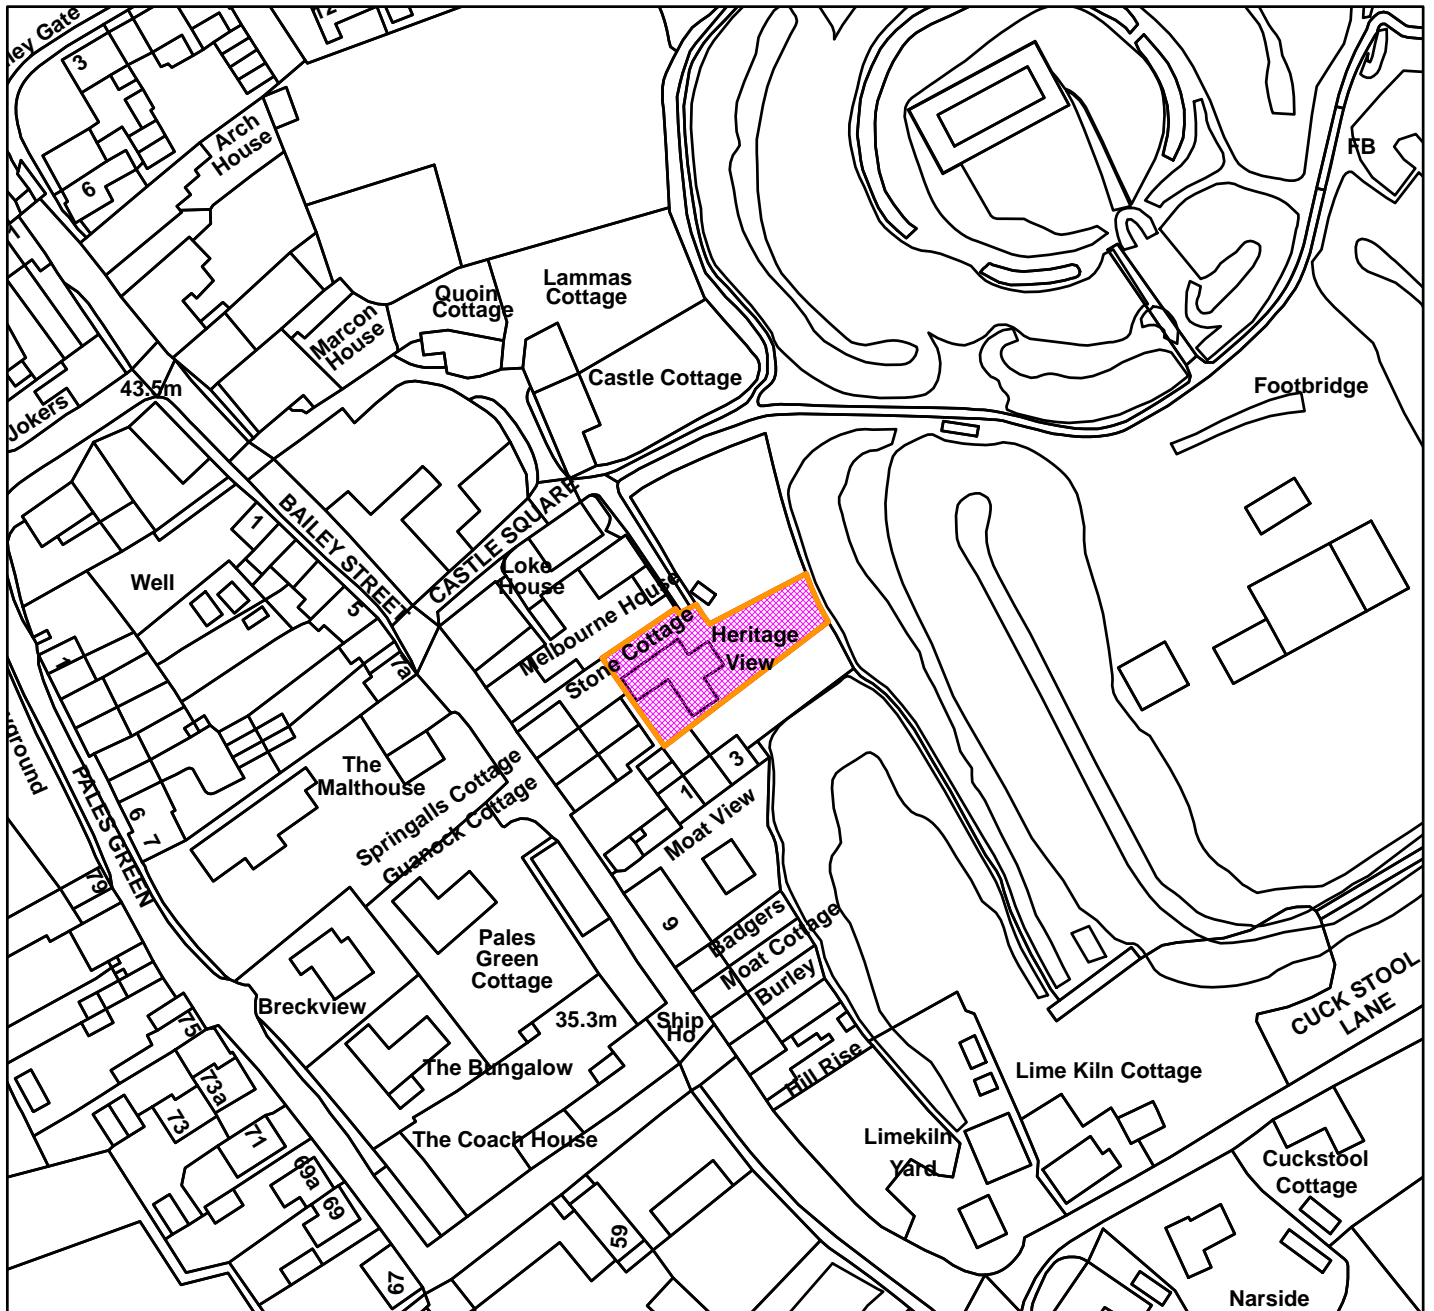 12
3
Arch
House
6
FB
Lammas
Cottage
Quoin
Cottage
Marcon
House
Castle Cottage
Footbridge
43.5m
Jokers
BAILEY STREET
CASTLE SQUARE
1
Well
Loke
House
5
Melbourne House
Stone Cottage
Heritage
View
7a
1
The
Malthouse
3
1
Springalls Cottage
Guanock Cottage
Moat View
PALES GREEN
6
7
79
9
Badgers
Moat Cottage
Burley
Pales
Green
Cottage
Breckview
35.3m
Ship
Ho
CUCK STOOL
LANE
75
The Bungalow
Hill Rise
Lime Kiln Cottage
73a
73
71
The Coach House
Limekiln
Yard
69a
69
Cuckstool
Cottage
59
67
Narside